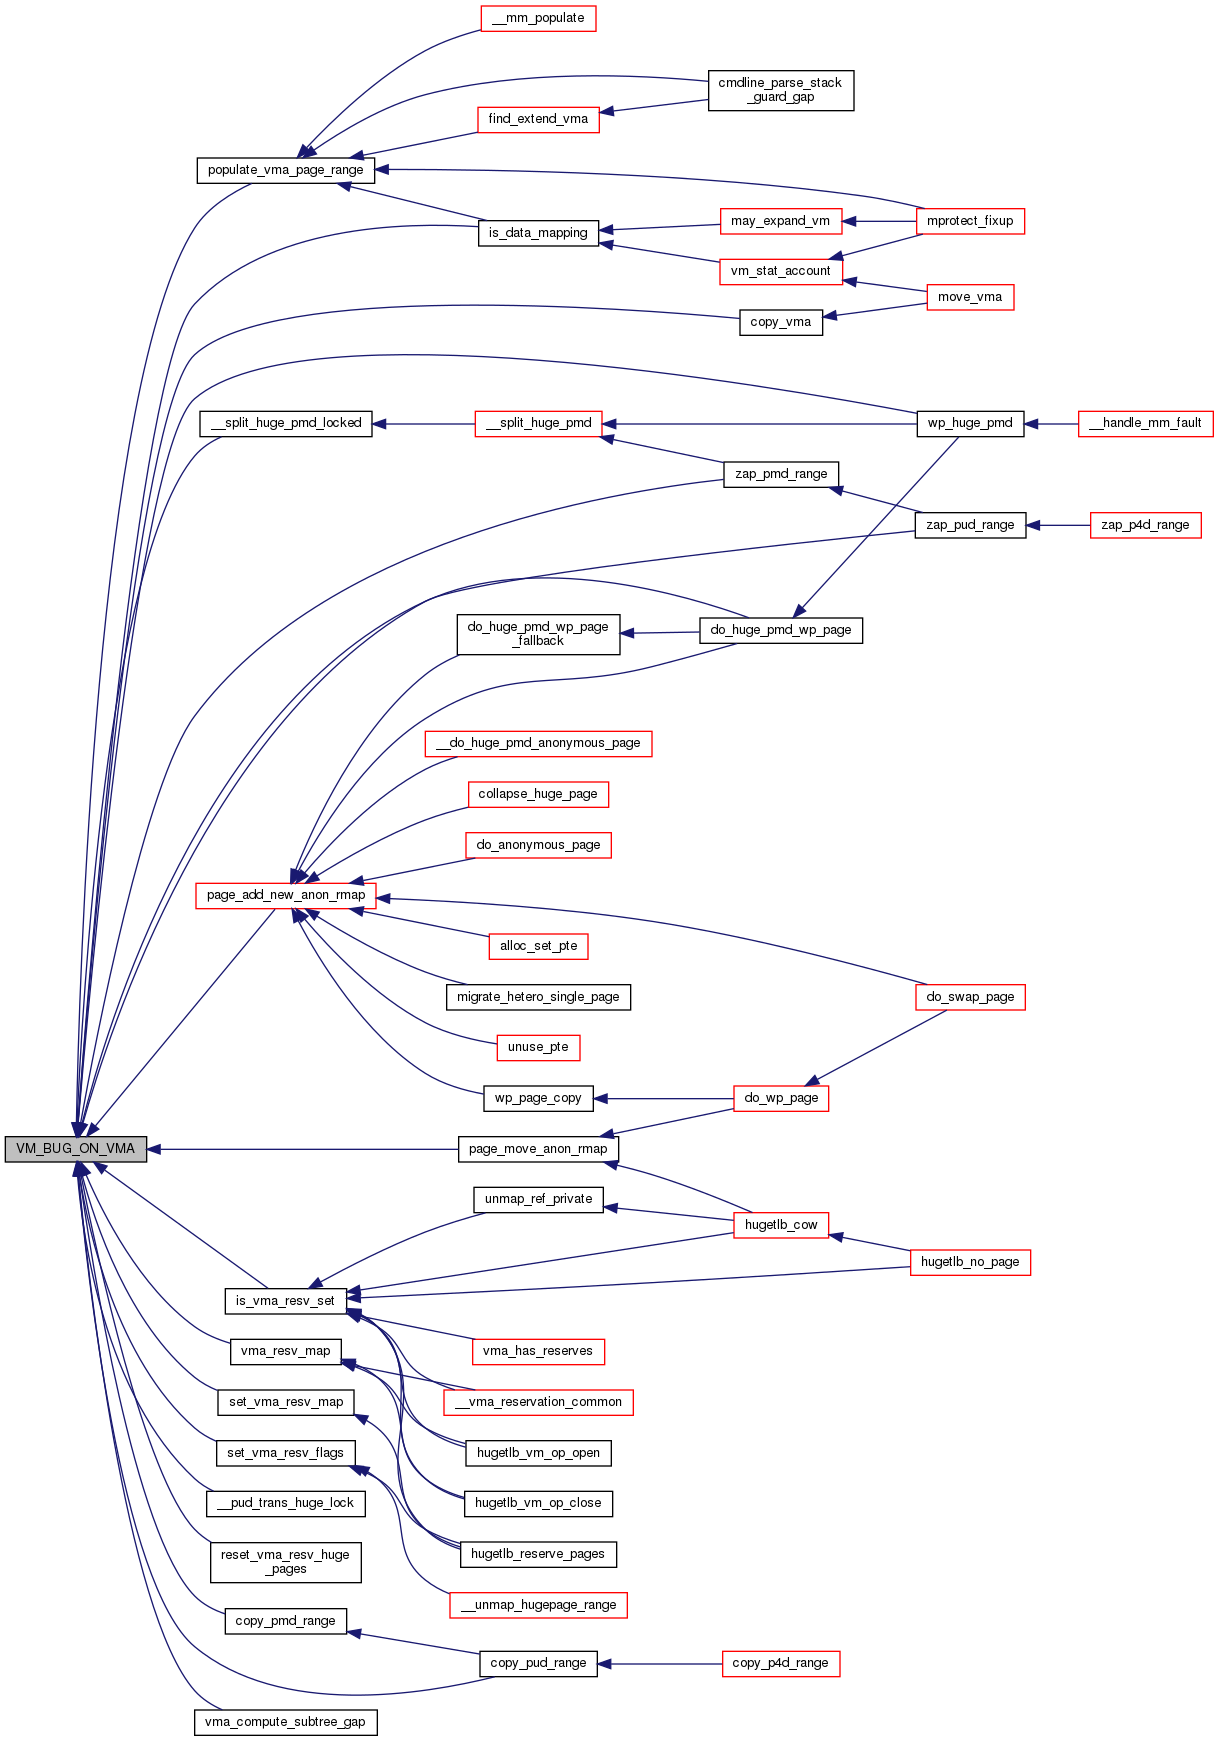 __mm_populate
cmdline_parse_stack
_guard_gap
find_extend_vma
populate_vma_page_range
may_expand_vm
mprotect_fixup
is_data_mapping
vm_stat_account
move_vma
copy_vma
__split_huge_pmd_locked
__split_huge_pmd
wp_huge_pmd
__handle_mm_fault
zap_pmd_range
zap_pud_range
zap_p4d_range
do_huge_pmd_wp_page
_fallback
do_huge_pmd_wp_page
__do_huge_pmd_anonymous_page
collapse_huge_page
do_anonymous_page
page_add_new_anon_rmap
alloc_set_pte
migrate_hetero_single_page
do_swap_page
unuse_pte
wp_page_copy
do_wp_page
VM_BUG_ON_VMA
page_move_anon_rmap
unmap_ref_private
hugetlb_cow
hugetlb_no_page
is_vma_resv_set
vma_resv_map
vma_has_reserves
set_vma_resv_map
__vma_reservation_common
set_vma_resv_flags
hugetlb_vm_op_open
__pud_trans_huge_lock
hugetlb_vm_op_close
reset_vma_resv_huge
_pages
hugetlb_reserve_pages
__unmap_hugepage_range
copy_pmd_range
copy_pud_range
copy_p4d_range
vma_compute_subtree_gap